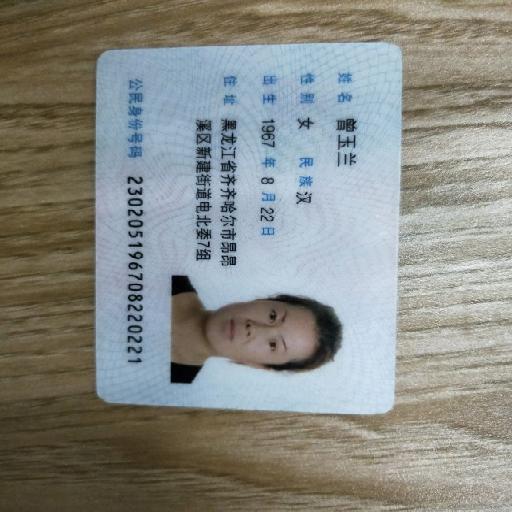 姓名 曾玉兰
性别 女 民族 汉
出生 1967 年 8 月 22 日
住址 黑龙江省齐齐哈尔市昂昂
溪区新建街道电北委7组
公民身份号码 230205196708220221